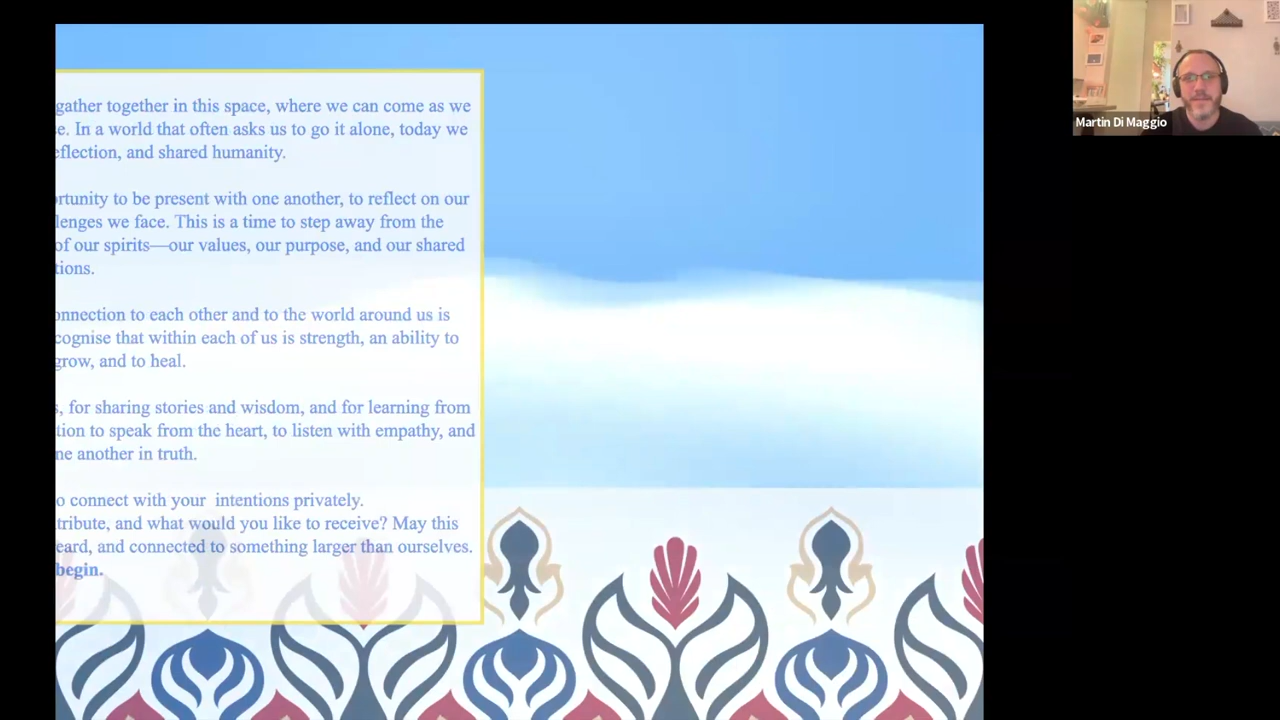 gather together in this space, where we can come as we
se. In a world that often asks us to go it alone, today we
eflection, and shared humanity.
ortunity to be present with one another, to reflect on our
lenges we face. This is a time to step away from the
of our spirits—our values, our purpose, and our shared
tions.
onnection to each other and to the world around us is
cognise that within each of us is strength, an ability to
grow, and to heal.
s, for sharing stories and wisdom, and for learning from
tion to speak from the heart, to listen with empathy, and
ne another in truth.
o connect with your intentions privately.
tribute, and what would you like to receive? May this
eard, and connected to something larger than ourselves.
begin.
Martin Di Maggio